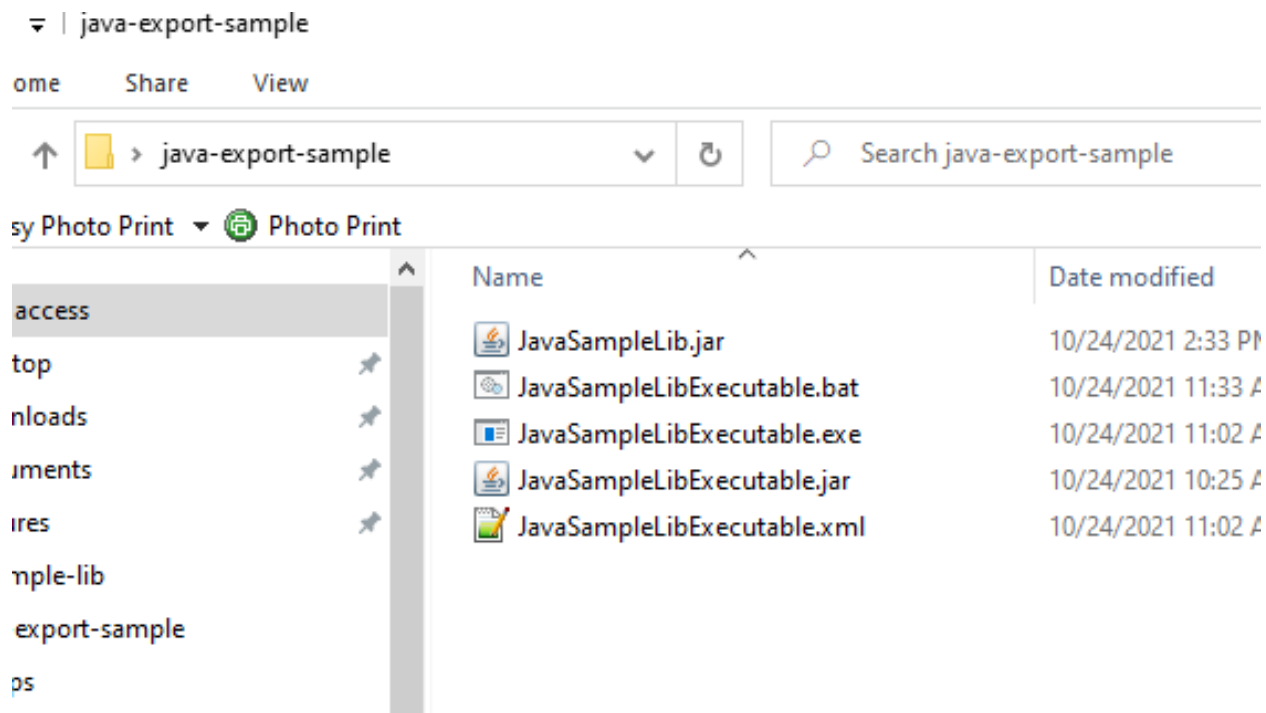 java-export-sample
ome Share View
java-export-sample Search java-export-sample
sy Photo Print Photo Print
Name Date modified
access
JavaSampleLib.jar 10/24/2021 2:33 PM
top
JavaSampleLibExecutable.bat 10/24/2021 11:33 A
nloads
JavaSampleLibExecutable.exe 10/24/2021 11:02 A
uments
JavaSampleLibExecutable.jar 10/24/2021 10:25 A
ures
JavaSampleLibExecutable.xml 10/24/2021 11:02 A
mple-lib
export-sample
ps